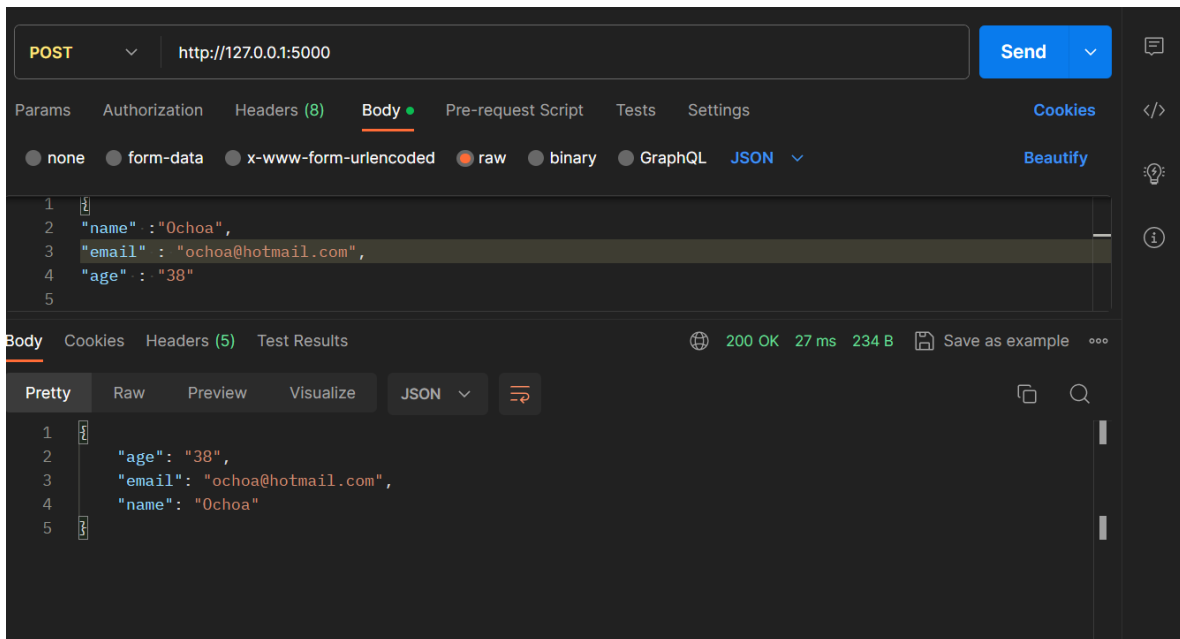 POST http://127.0.0.1:5000 Send
Params Authorization Headers (8) Body Pre-request Script Tests Settings Cookies
none form-data x-www-form-urlencoded raw binary GraphQL JSON Beautify
1 {
2 "name" :"Ochoa",
3 "email" : "ochoa@hotmail.com",
4 "age" : "38"
5
Body Cookies Headers (5) Test Results 200 OK 27 ms 234 B Save as example
Pretty Raw Preview Visualize JSON
1 {
2 "age": "38",
3 "email": "ochoa@hotmail.com",
4 "name": "Ochoa"
5 }